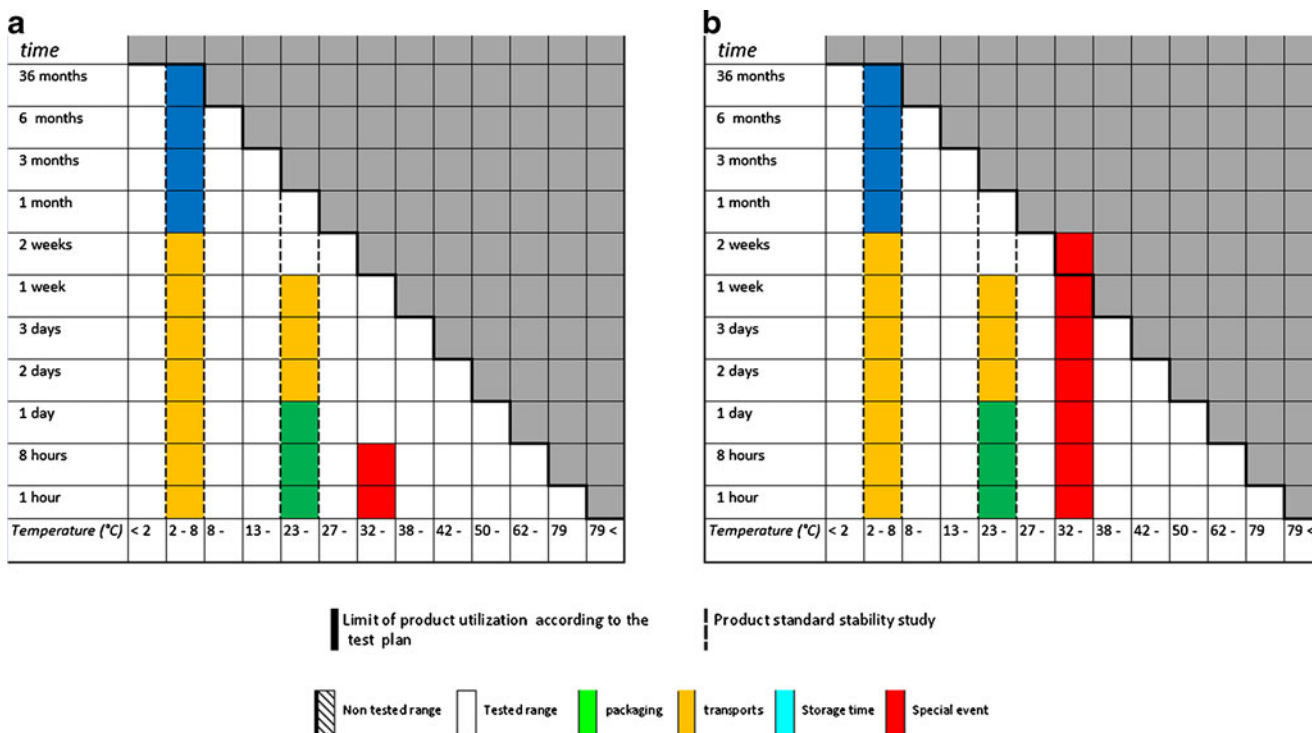 a
time
36 months
6 months
3 months
1 month
2 weeks
1 week
3 days
2 days
1 day
8 hours
1 hour
Temperature (°C) < 2 2 - 8 8 - 13 - 23 - 27 - 32 - 38 - 42 - 50 - 62 - 79 79 <
b
time
36 months
6 months
3 months
1 month
2 weeks
1 week
3 days
2 days
1 day
8 hours
1 hour
Temperature (°C) < 2 2 - 8 8 - 13 - 23 - 27 - 32 - 38 - 42 - 50 - 62 - 79 79 <
Limit of product utilization according to the
test plan
Product standard stability study
Non tested range Tested range packaging transports Storage time Special event